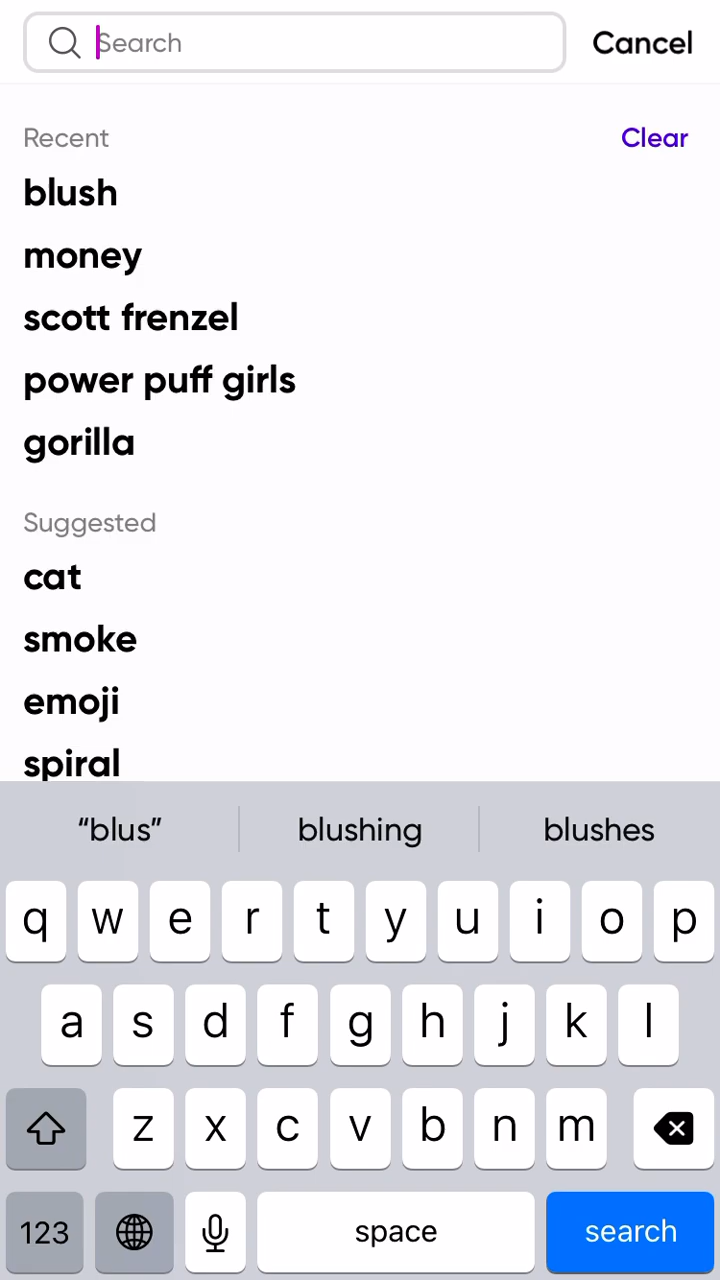 Search Cancel
Recent Clear
blush
money
scott frenzel
power puff girls
gorilla
Suggested
cat
smoke
emoji
spiral
“blus” blushing blushes
q w e r t y u i o p
a s d f g h j k l
z x c v b n m
123 space search